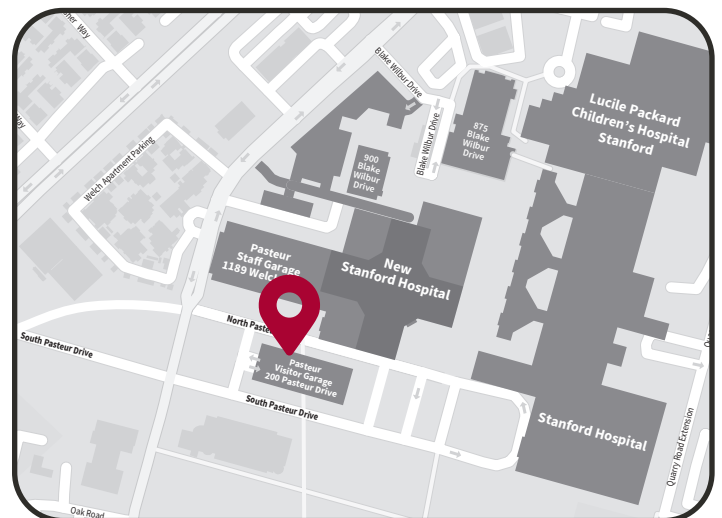 Way
Blake Wilbur Drive
Lucile Packard
Children's Hospital
Stanford
875
Blake
Wilbur
Drive
Blake Wilbur Drive
Way
Welch Apartment Parking
900
Blake
Wilbur
Drive
Pasteur
Staff Garage
1189
New
Stanford Hospital
North
South Pasteur Drive
Pasteur
Visitor Garage
200 Pasteur Drive
South Pasteur Drive
Stanford Hospital
Quarry Road Extension
Oak Road